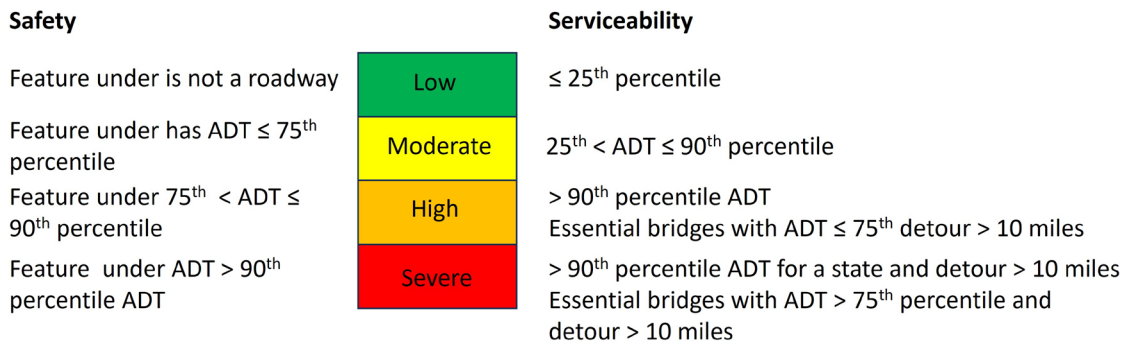 Safety
Serviceability
Feature under is not a roadway
Low
≤ 25th percentile
Feature under has ADT ≤ 75th
percentile
Moderate
25th < ADT ≤ 90th percentile
Feature under 75th < ADT ≤
90th percentile
High
> 90th percentile ADT
Essential bridges with ADT ≤ 75th detour > 10 miles
Feature under ADT > 90th
percentile ADT
Severe
> 90th percentile ADT for a state and detour > 10 miles
Essential bridges with ADT > 75th percentile and
detour > 10 miles